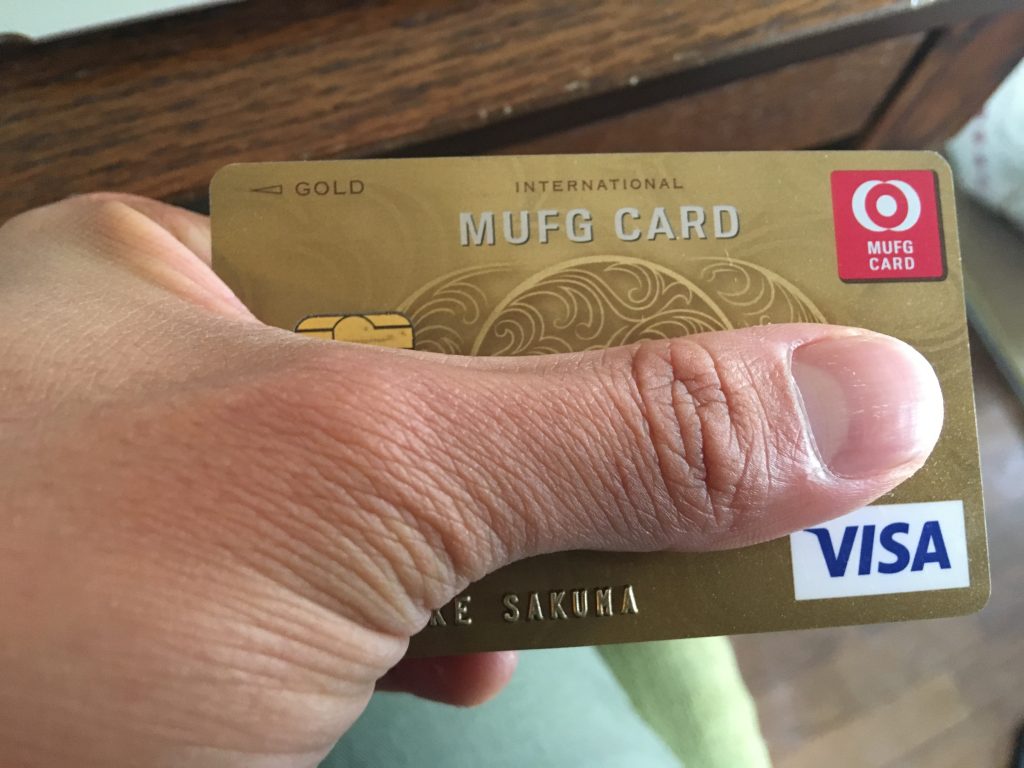 GOLD
INTERNATIONAL
MUFG CARD
MUFG
CARD
VISA
KE SAKUMA